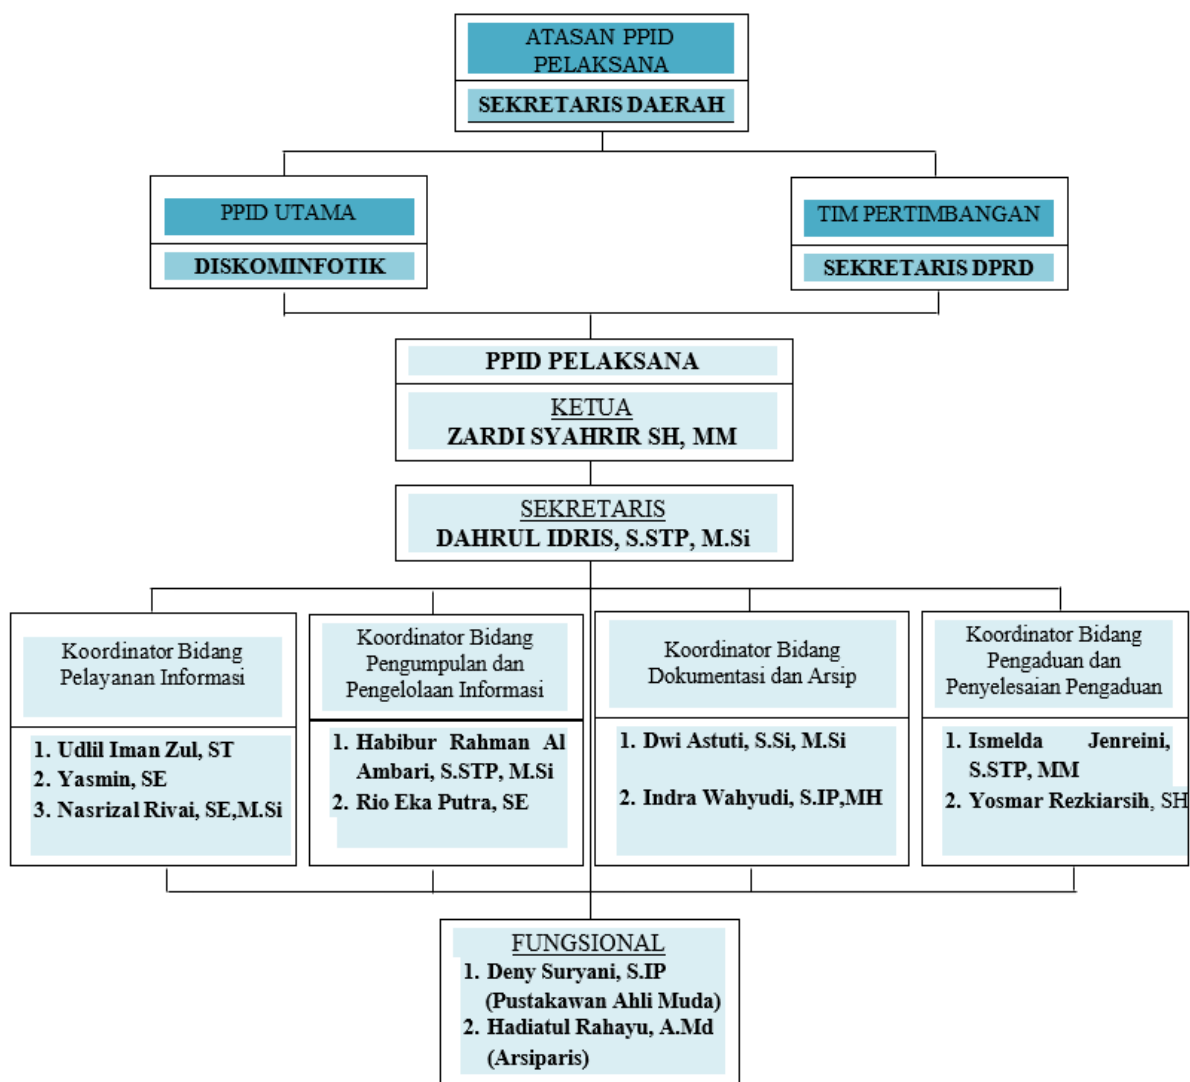 ATASAN PPID
PELAKSANA
SEKRETARIS DAERAH
PPID UTAMA
DISKOMINFOTIK
TIM PERTIMBANGAN
SEKRETARIS DPRD
PPID PELAKSANA
KETUA
ZARDI SYAHRIR SH, MM
SEKRETARIS
DAHRUL IDRIS, S.STP, M.Si
Koordinator Bidang
Pelayanan Informasi
1. Udlil Iman Zul, ST
2. Yasmin, SE
3. Nasrizal Rivai, SE,M.Si
Koordinator Bidang
Pengumpulan dan
Pengelolaan Informasi
1. Habibur Rahman Al
Ambari, S.STP, M.Si
2. Rio Eka Putra, SE
Koordinator Bidang
Dokumentasi dan Arsip
1. Dwi Astuti, S.Si, M.Si
2. Indra Wahyudi, S.IP,MH
Koordinator Bidang
Pengaduan dan
Penyelesaian Pengaduan
1. Ismelda Jenreini,
S.STP, MM
2. Yosmar Rezkiarsih, SH
FUNGSIONAL
1. Deny Suryani, S.IP
(Pustakawan Ahli Muda)
2. Hadiatul Rahayu, A.Md
(Arsiparis)